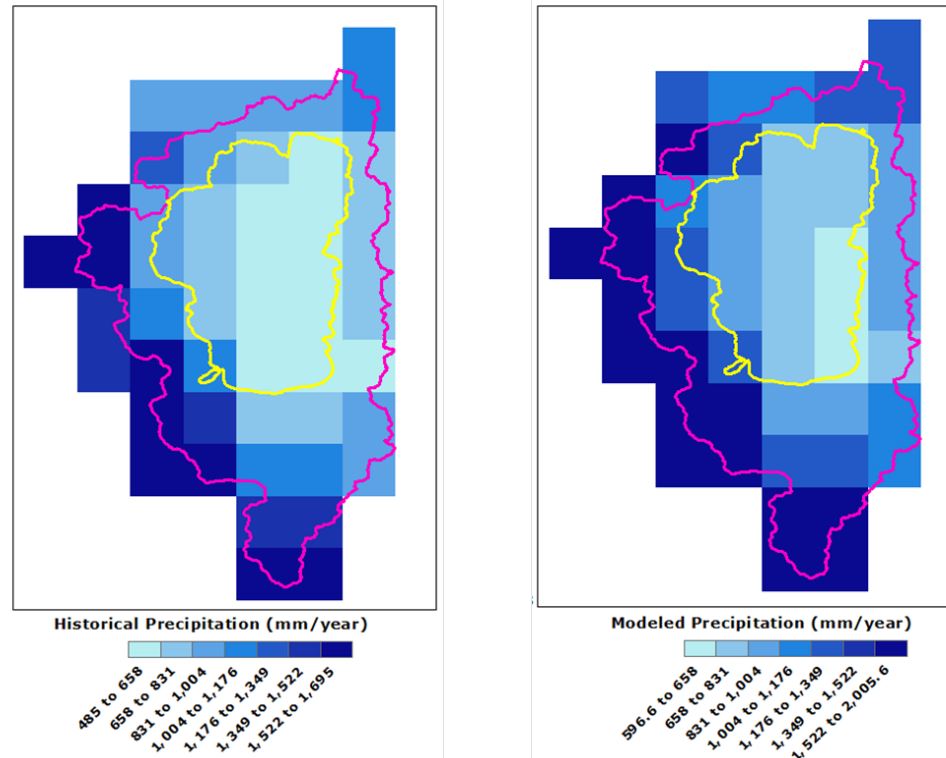 Historical Precipitation (mm/year)
485 to 658
658 to 831
831 to 1,004
1,004 to 1,176
1,176 to 1,349
1,349 to 1,522
1,522 to 1,695
Modeled Precipitation (mm/year)
596.6 to 658
658 to 831
831 to 1,004
1,004 to 1,176
1,176 to 1,349
1,349 to 1,522
1,522 to 2,005.6